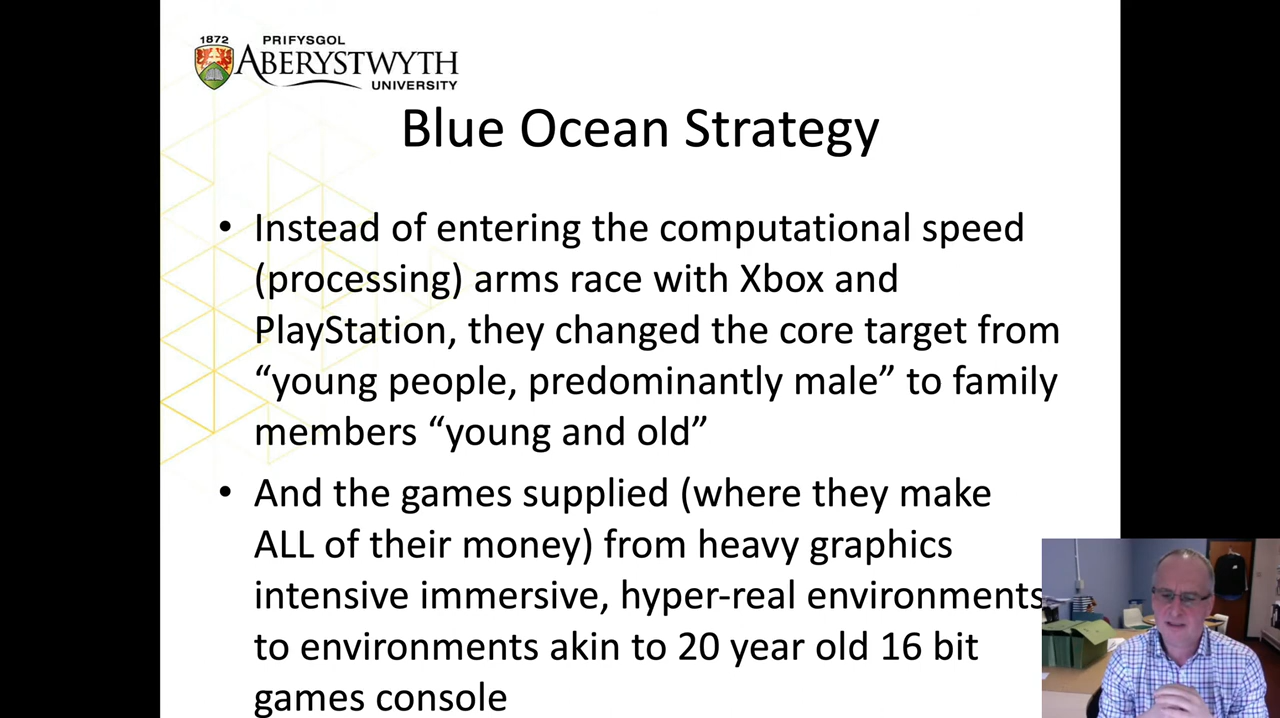 1872
PRIFYSGOL
ABERYSTWYTH
UNIVERSITY
Blue Ocean Strategy
• Instead of entering the computational speed
(processing) arms race with Xbox and
PlayStation, they changed the core target from
“young people, predominantly male” to family
members “young and old”
• And the games supplied (where they make
ALL of their money) from heavy graphics
intensive immersive, hyper-real environments
to environments akin to 20 year old 16 bit
games console